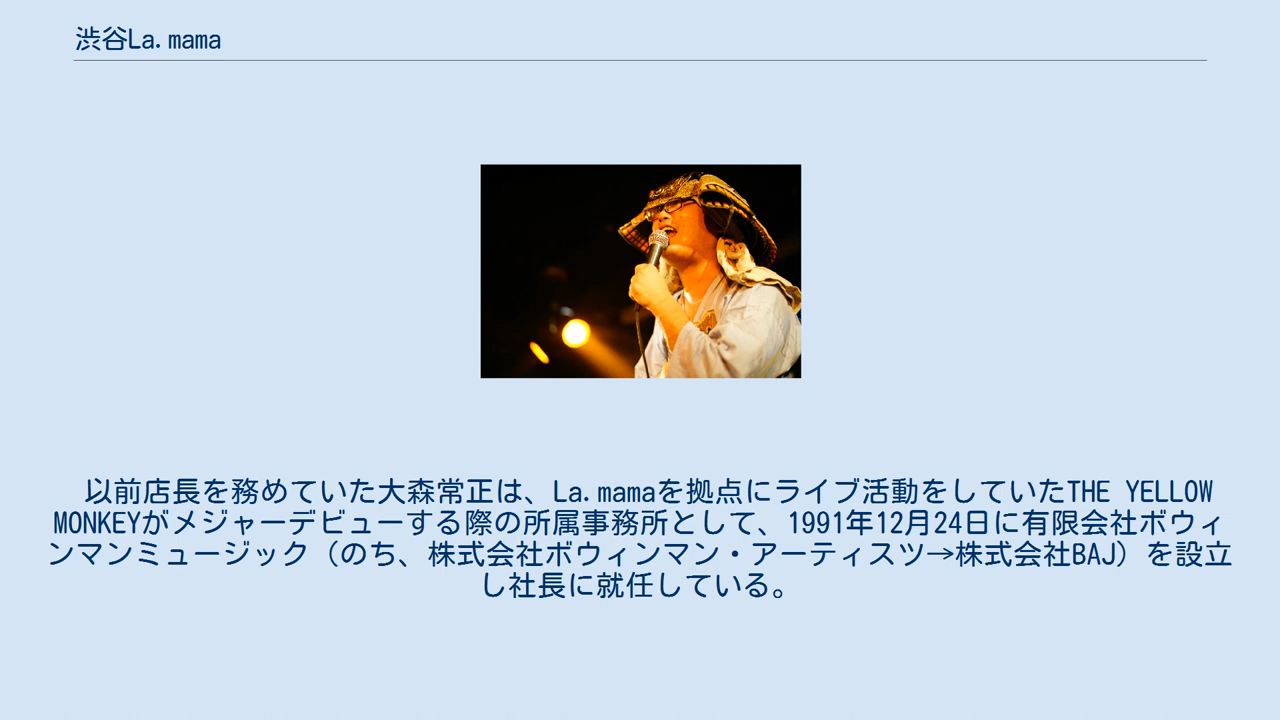 渋谷La.mama
以前店長を務めていた大森常正は、La.mamaを拠点にライブ活動をしていたTHE YELLOW
MONKEYがメジャーデビューする際の所属事務所として、1991年12月24日に有限会社ボウィ
ンマンミュージック（のち、株式会社ボウィンマン・アーティスツ→株式会社BAJ）を設立
し社長に就任している。